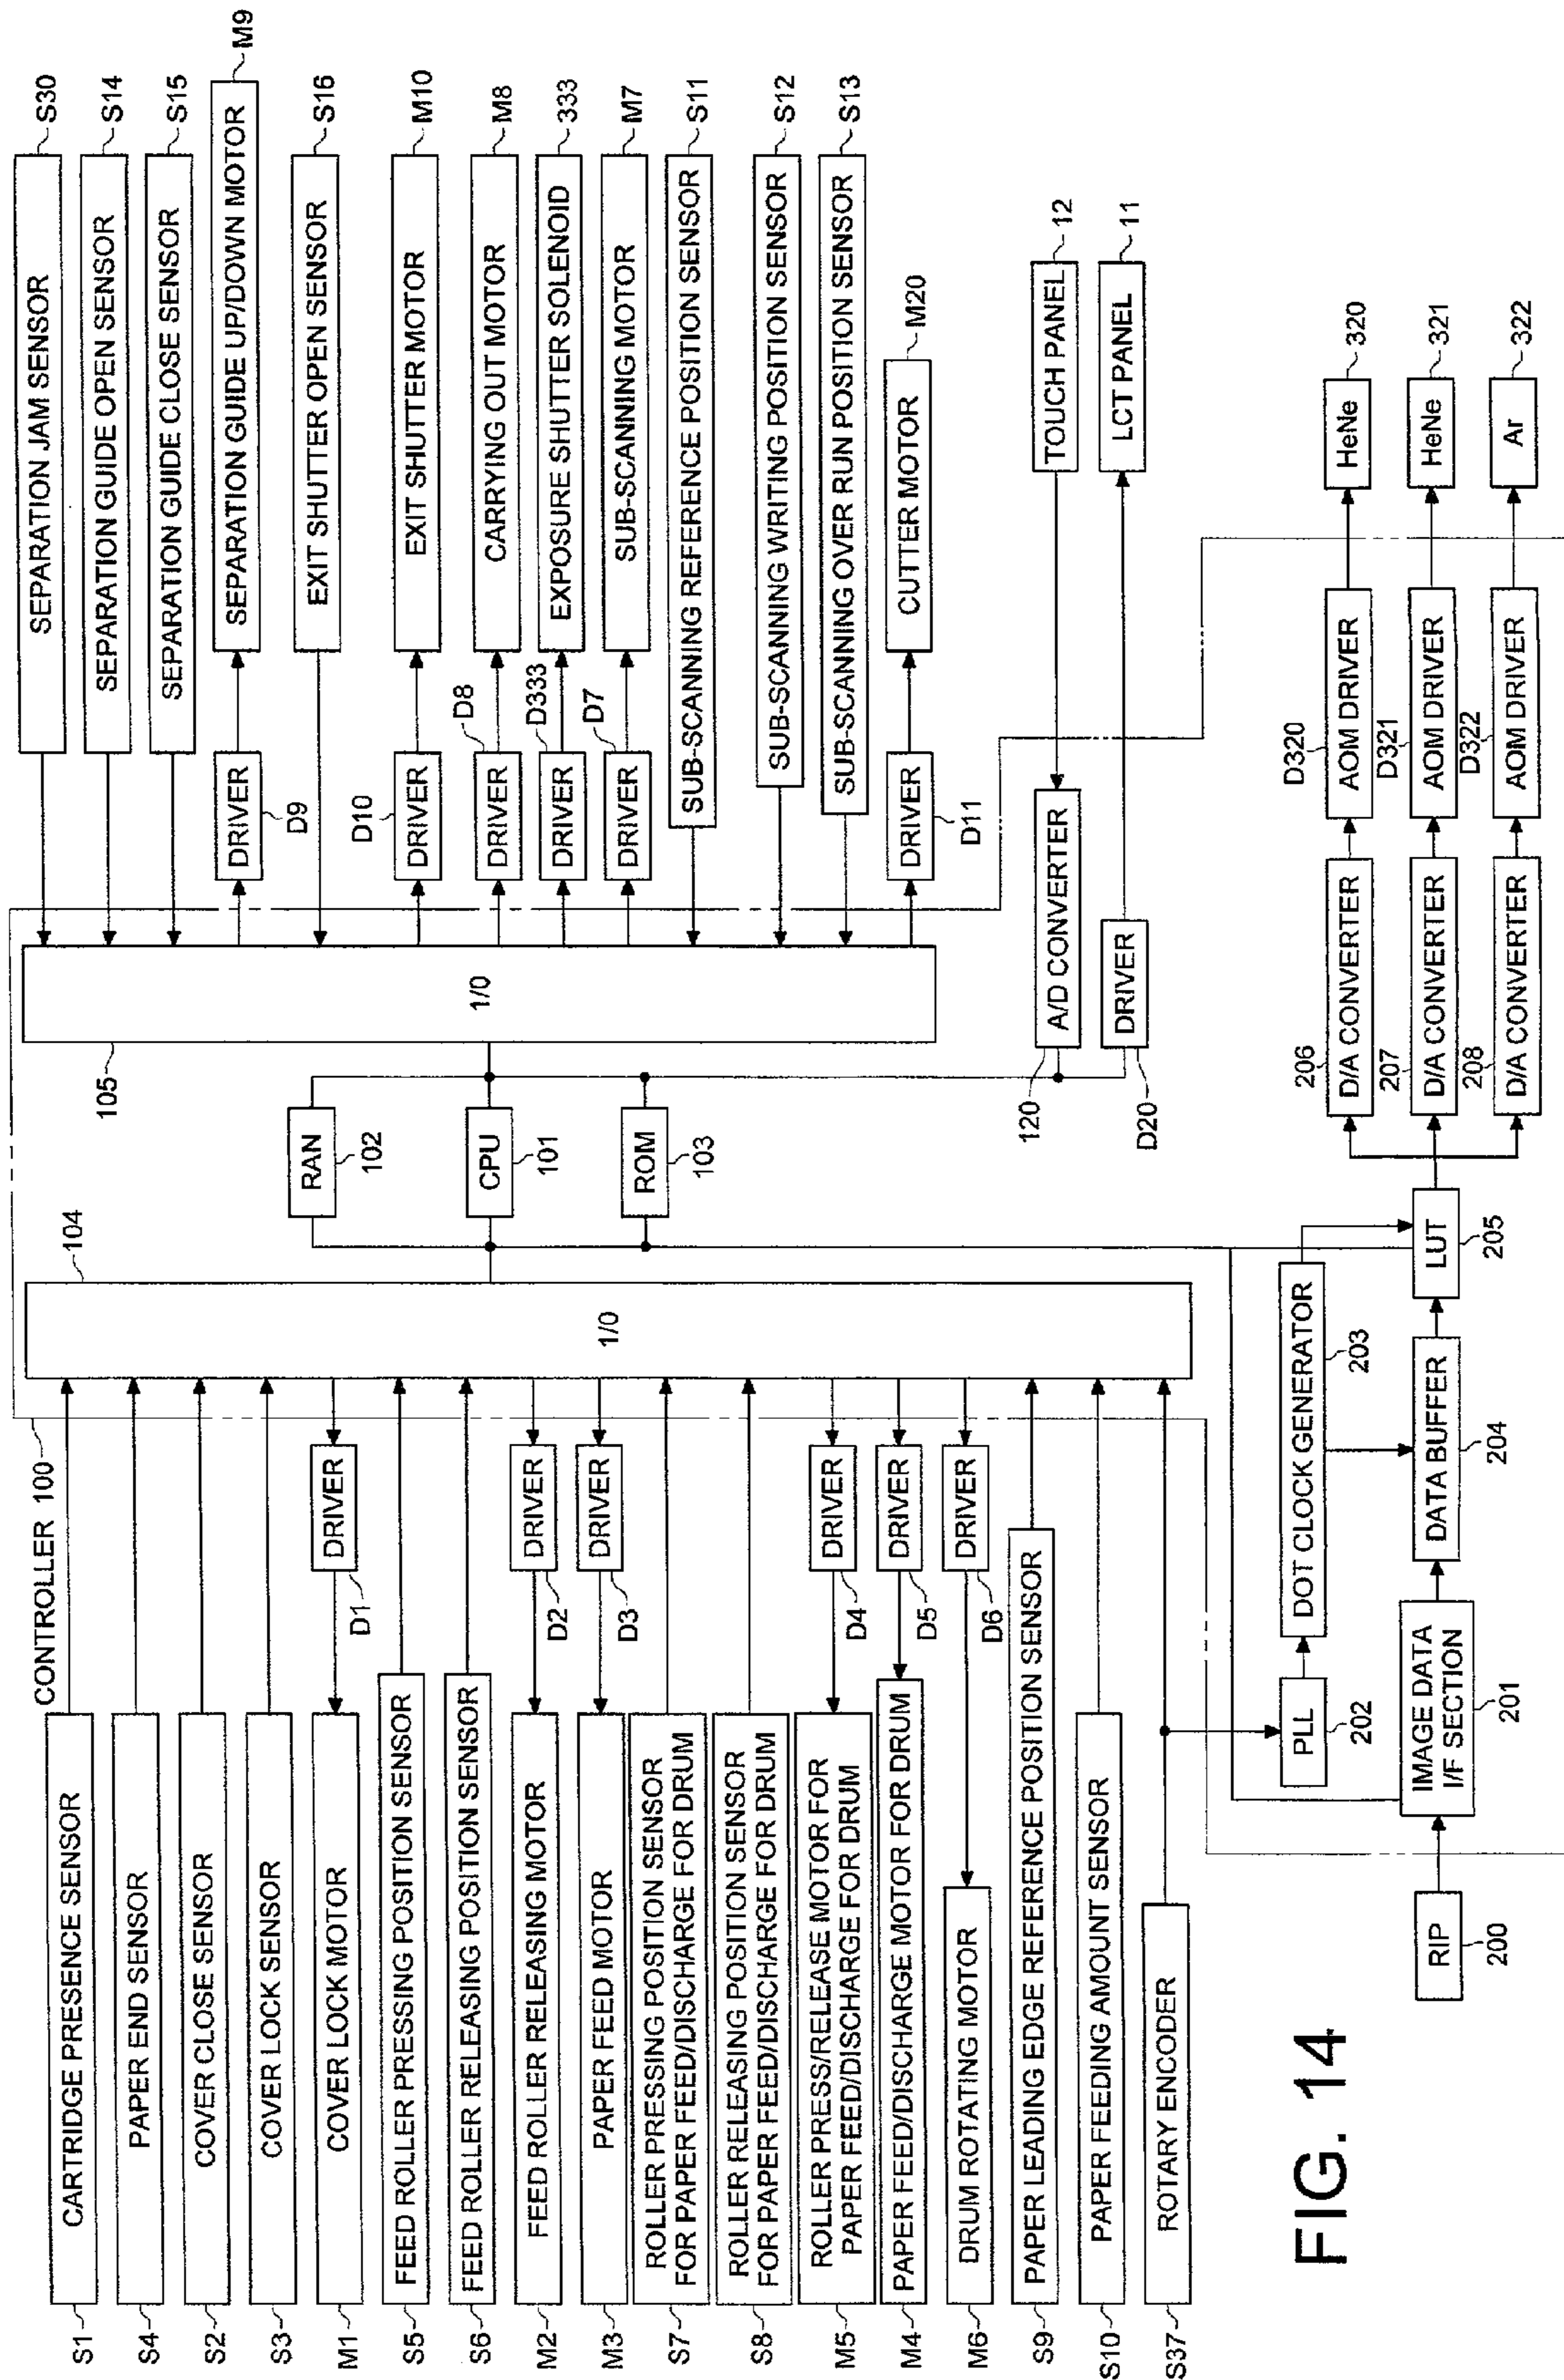 CONTROLLER 100
S1
CARTRIDGE PRESENCE SENSOR
S4
PAPER END SENSOR
S2
COVER CLOSE SENSOR
S3
COVER LOCK SENSOR
M1
COVER LOCK MOTOR
DRIVER
D1
S5
FEED ROLLER PRESSING POSITION SENSOR
S6
FEED ROLLER RELEASING POSITION SENSOR
M2
FEED ROLLER RELEASING MOTOR
DRIVER
D2
M3
PAPER FEED MOTOR
DRIVER
D3
S7
ROLLER PRESSING POSITION SENSOR
FOR PAPER FEED/DISCHARGE FOR DRUM
S8
ROLLER RELEASING POSITION SENSOR
FOR PAPER FEED/DISCHARGE FOR DRUM
M5
ROLLER PRESS/RELEASE MOTOR FOR
PAPER FEED/DISCHARGE FOR DRUM
DRIVER
D4
M4
PAPER FEED/DISCHARGE MOTOR FOR DRUM
DRIVER
D5
M6
DRUM ROTATING MOTOR
DRIVER
D6
S9
PAPER LEADING EDGE REFERENCE POSITION SENSOR
S10
PAPER FEEDING AMOUNT SENSOR
S37
ROTARY ENCODER
104
1/0
RAN
102
CPU
101
ROM
103
105
1/0
SEPARATION JAM SENSOR
S30
SEPARATION GUIDE OPEN SENSOR
S14
SEPARATION GUIDE CLOSE SENSOR
S15
DRIVER
D9
SEPARATION GUIDE UP/DOWN MOTOR
M9
EXIT SHUTTER OPEN SENSOR
S16
D10
DRIVER
EXIT SHUTTER MOTOR
M10
D8
DRIVER
CARRYING OUT MOTOR
M8
D333
DRIVER
EXPOSURE SHUTTER SOLENOID
333
D7
DRIVER
SUB-SCANNING MOTOR
M7
SUB-SCANNING REFERENCE POSITION SENSOR
S11
SUB-SCANNING WRITING POSITION SENSOR
S12
SUB-SCANNING OVER RUN POSITION SENSOR
S13
DRIVER
D11
CUTTER MOTOR
M20
120
A/D CONVERTER
TOUCH PANEL
12
D20
DRIVER
LCT PANEL
11
PLL
202
DOT CLOCK GENERATOR
203
RIP
200
IMAGE DATA
I/F SECTION
201
DATA BUFFER
204
LUT
205
206
D/A CONVERTER
D320
AOM DRIVER
HeNe
320
207
D/A CONVERTER
D321
AOM DRIVER
HeNe
321
208
D/A CONVERTER
D322
AOM DRIVER
Ar
322
FIG. 14